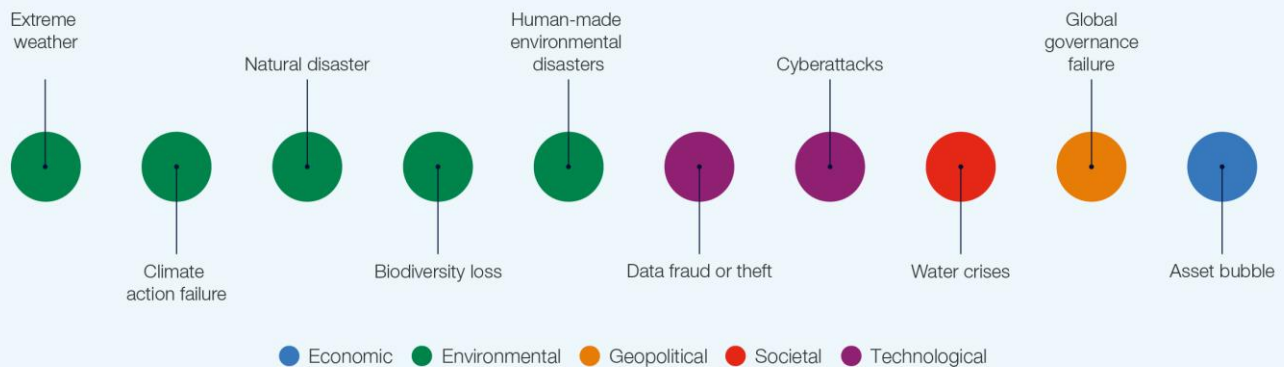 Extreme
weather
Climate
action failure
Natural disaster
Biodiversity loss
Human-made
environmental
disasters
Data fraud or theft
Cyberattacks
Water crises
Global
governance
failure
Asset bubble
Economic
Environmental
Geopolitical
Societal
Technological